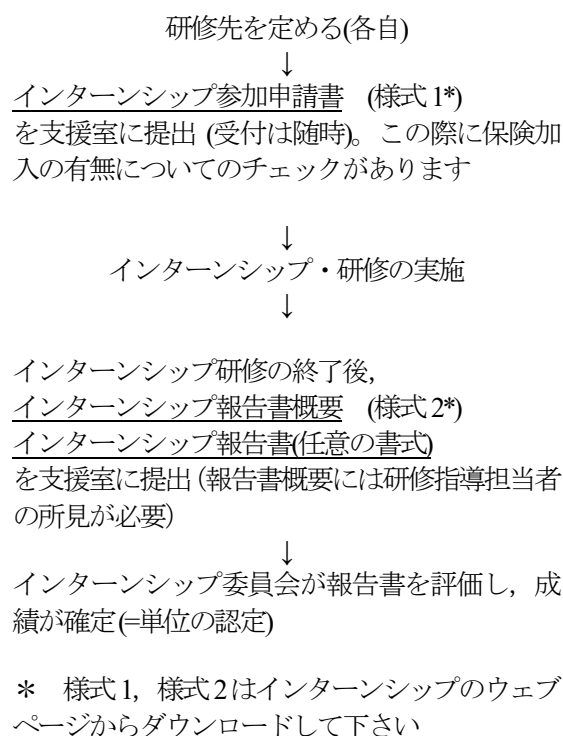 研修先を定める(各自)
↓
インターンシップ参加申請書　(様式1*)
を支援室に提出 (受付は随時)。この際に保険加
入の有無についてのチェックがあります
↓
インターンシップ・研修の実施
↓
インターンシップ研修の終了後，
インターンシップ報告書概要　(様式2*)
インターンシップ報告書(任意の書式)
を支援室に提出 (報告書概要には研修指導担当者
の所見が必要)
↓
インターンシップ委員会が報告書を評価し，成
績が確定(=単位の認定)
＊　様式1，様式2はインターンシップのウェブ
ページからダウンロードして下さい